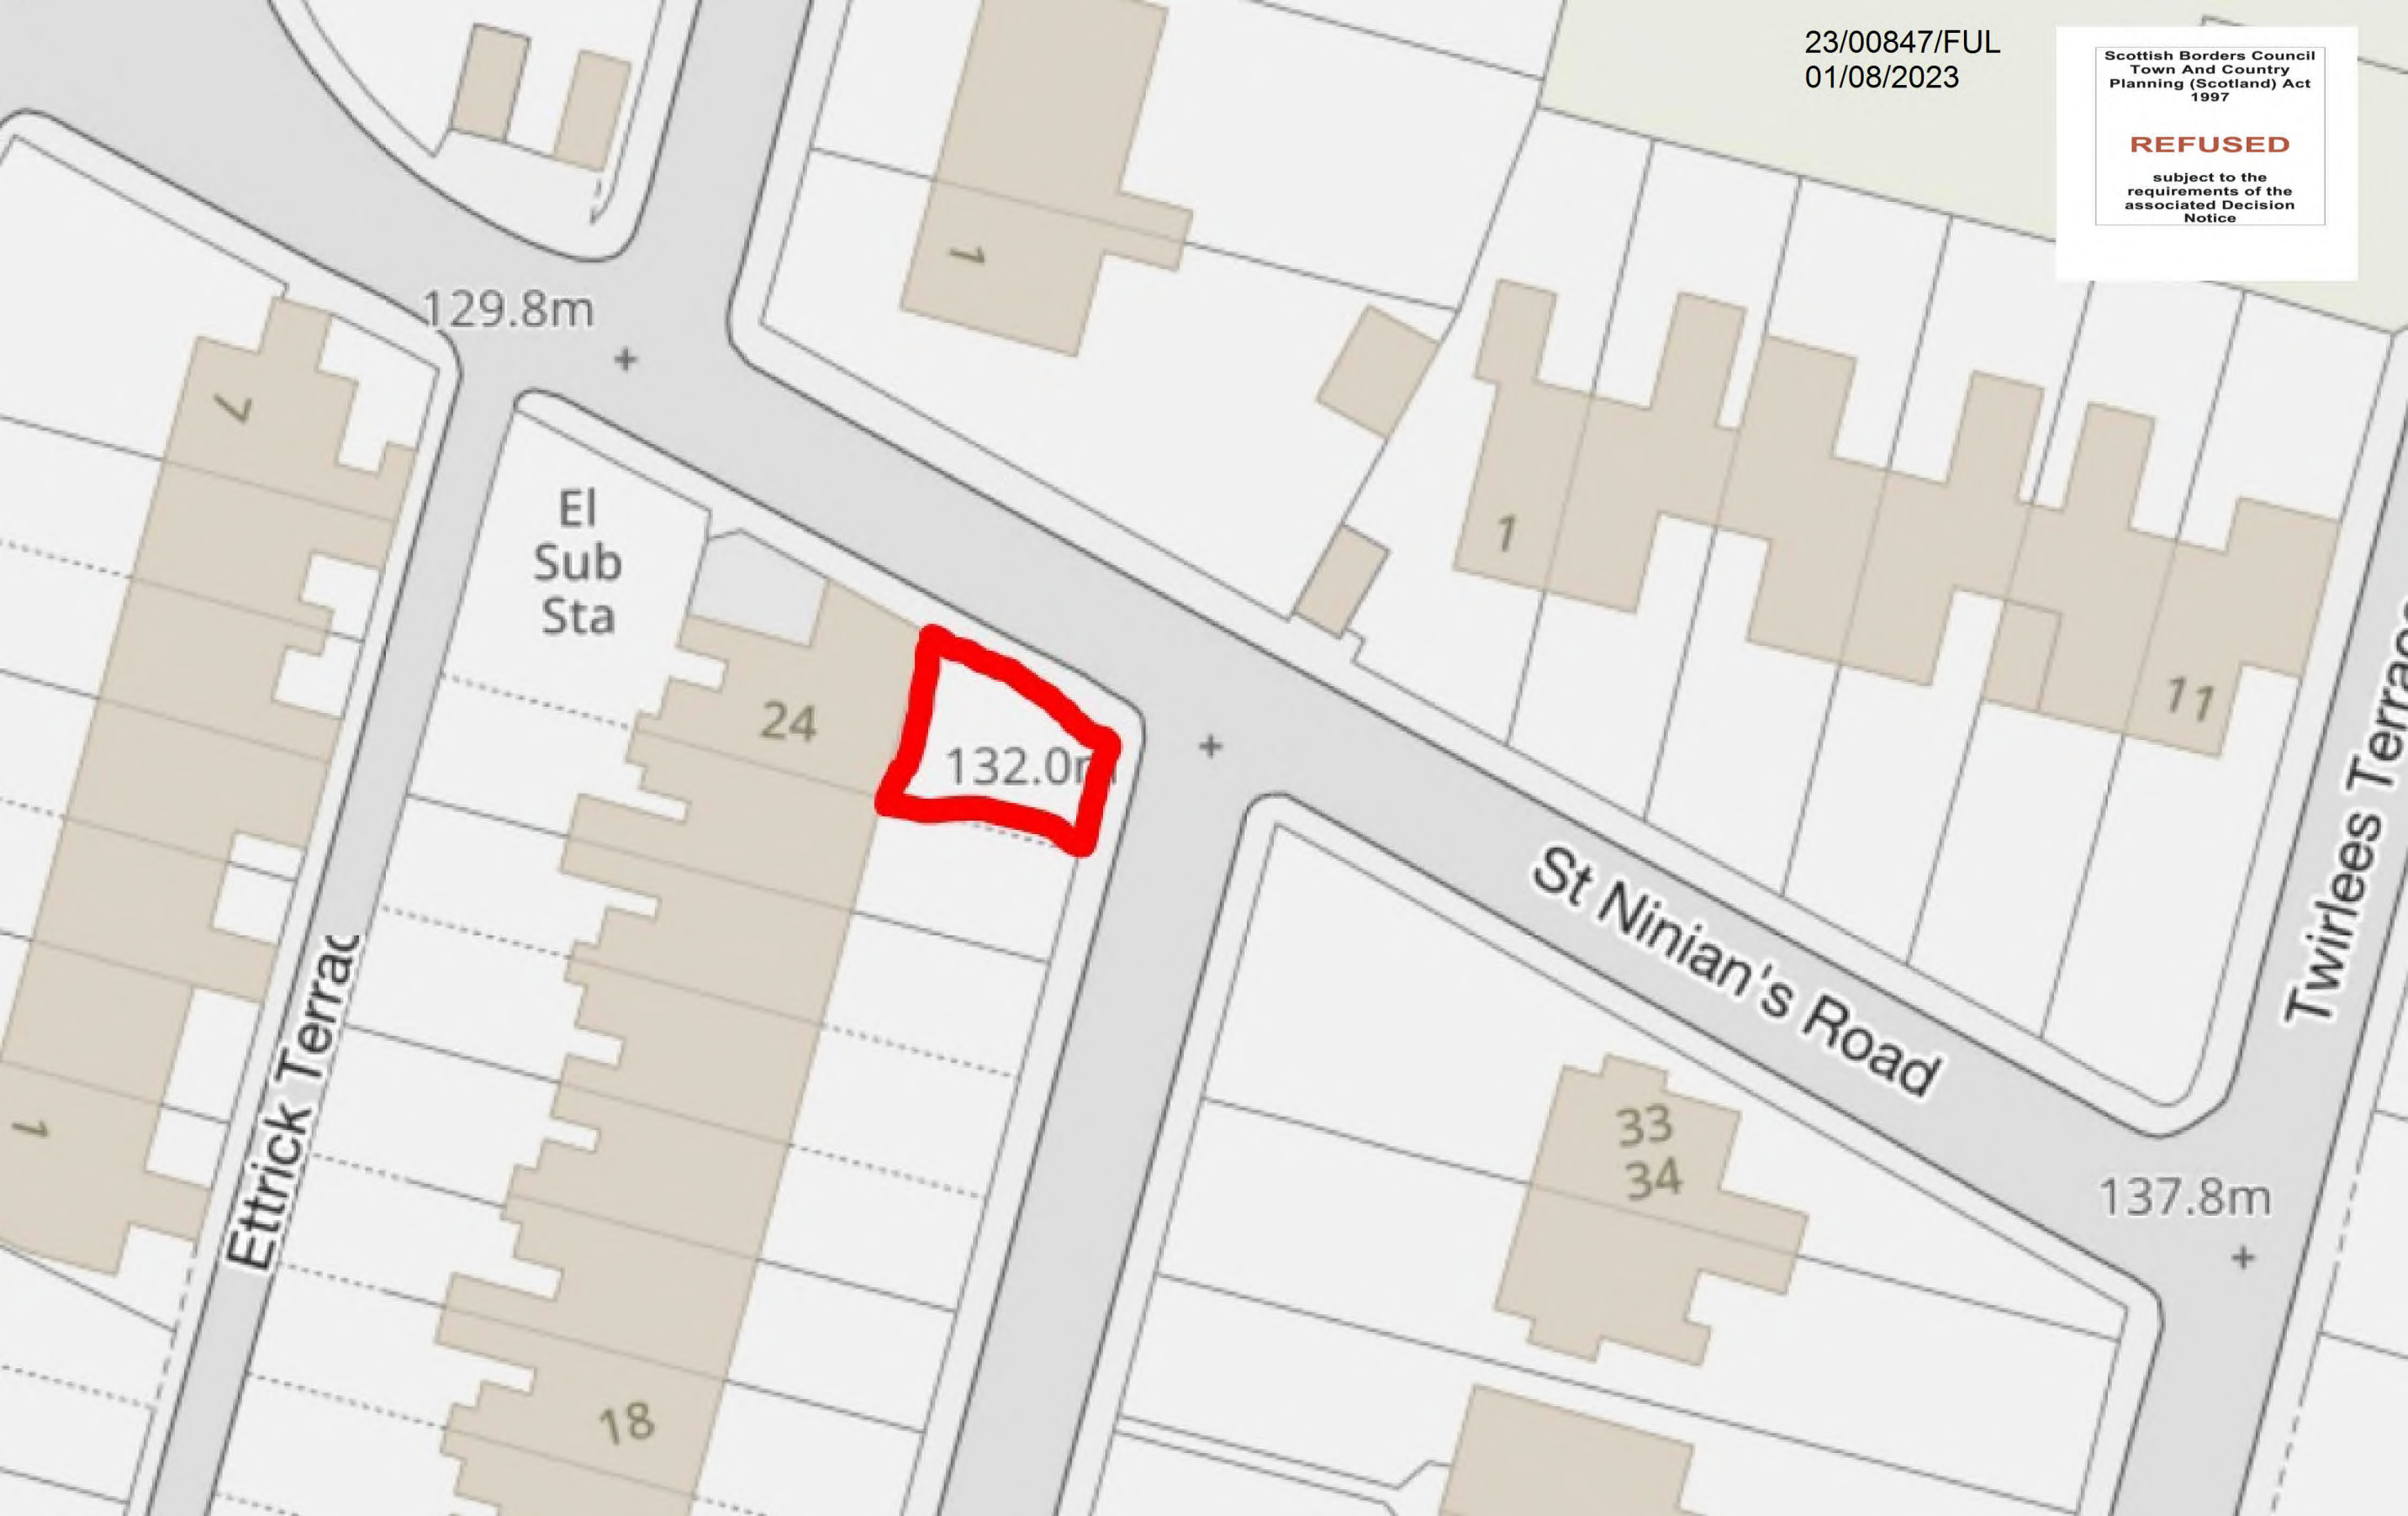 23/00847/FUL
01/08/2023
Scottish Borders Council
Town And Country
Planning (Scotland) Act
1997
REFUSED
subject to the
requirements of the
associated Decision
Notice
1
129.8m
7
El
Sub
Sta
1
24
11
132.0m
St Ninian's Road
Twirlees Terrace
Ettrick Terrac
1
33
34
137.8m
18